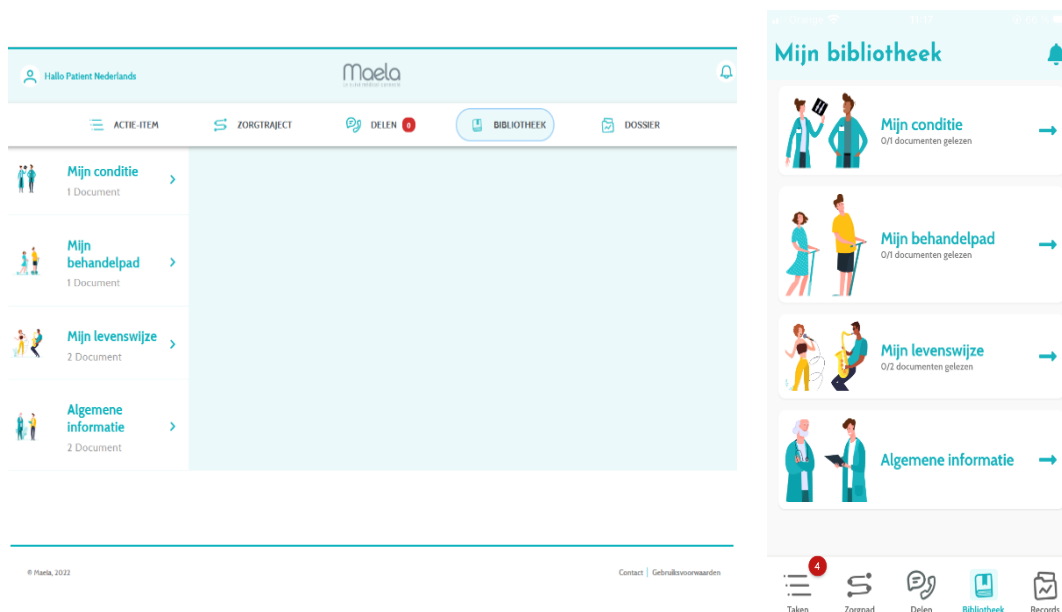 Hallo Patient Nederlands
Maela
ACTIE-ITEM
ZORGTRAJECT
DELEN 0
BIBLIOTHEEK
DOSSIER
Mijn conditie
1 Document
Mijn
behandelpad
1 Document
Mijn levenswijze
2 Document
Algemene
informatie
2 Document
© Maela, 2022
Contact | Gebruiksvoorwaarden
Mijn bibliotheek
Mijn conditie
0/1 documenten gelezen
Mijn behandelpad
0/1 documenten gelezen
Mijn levenswijze
0/2 documenten gelezen
Algemene informatie
4
Taken
Zorgpad
Delen
Bibliotheek
Records